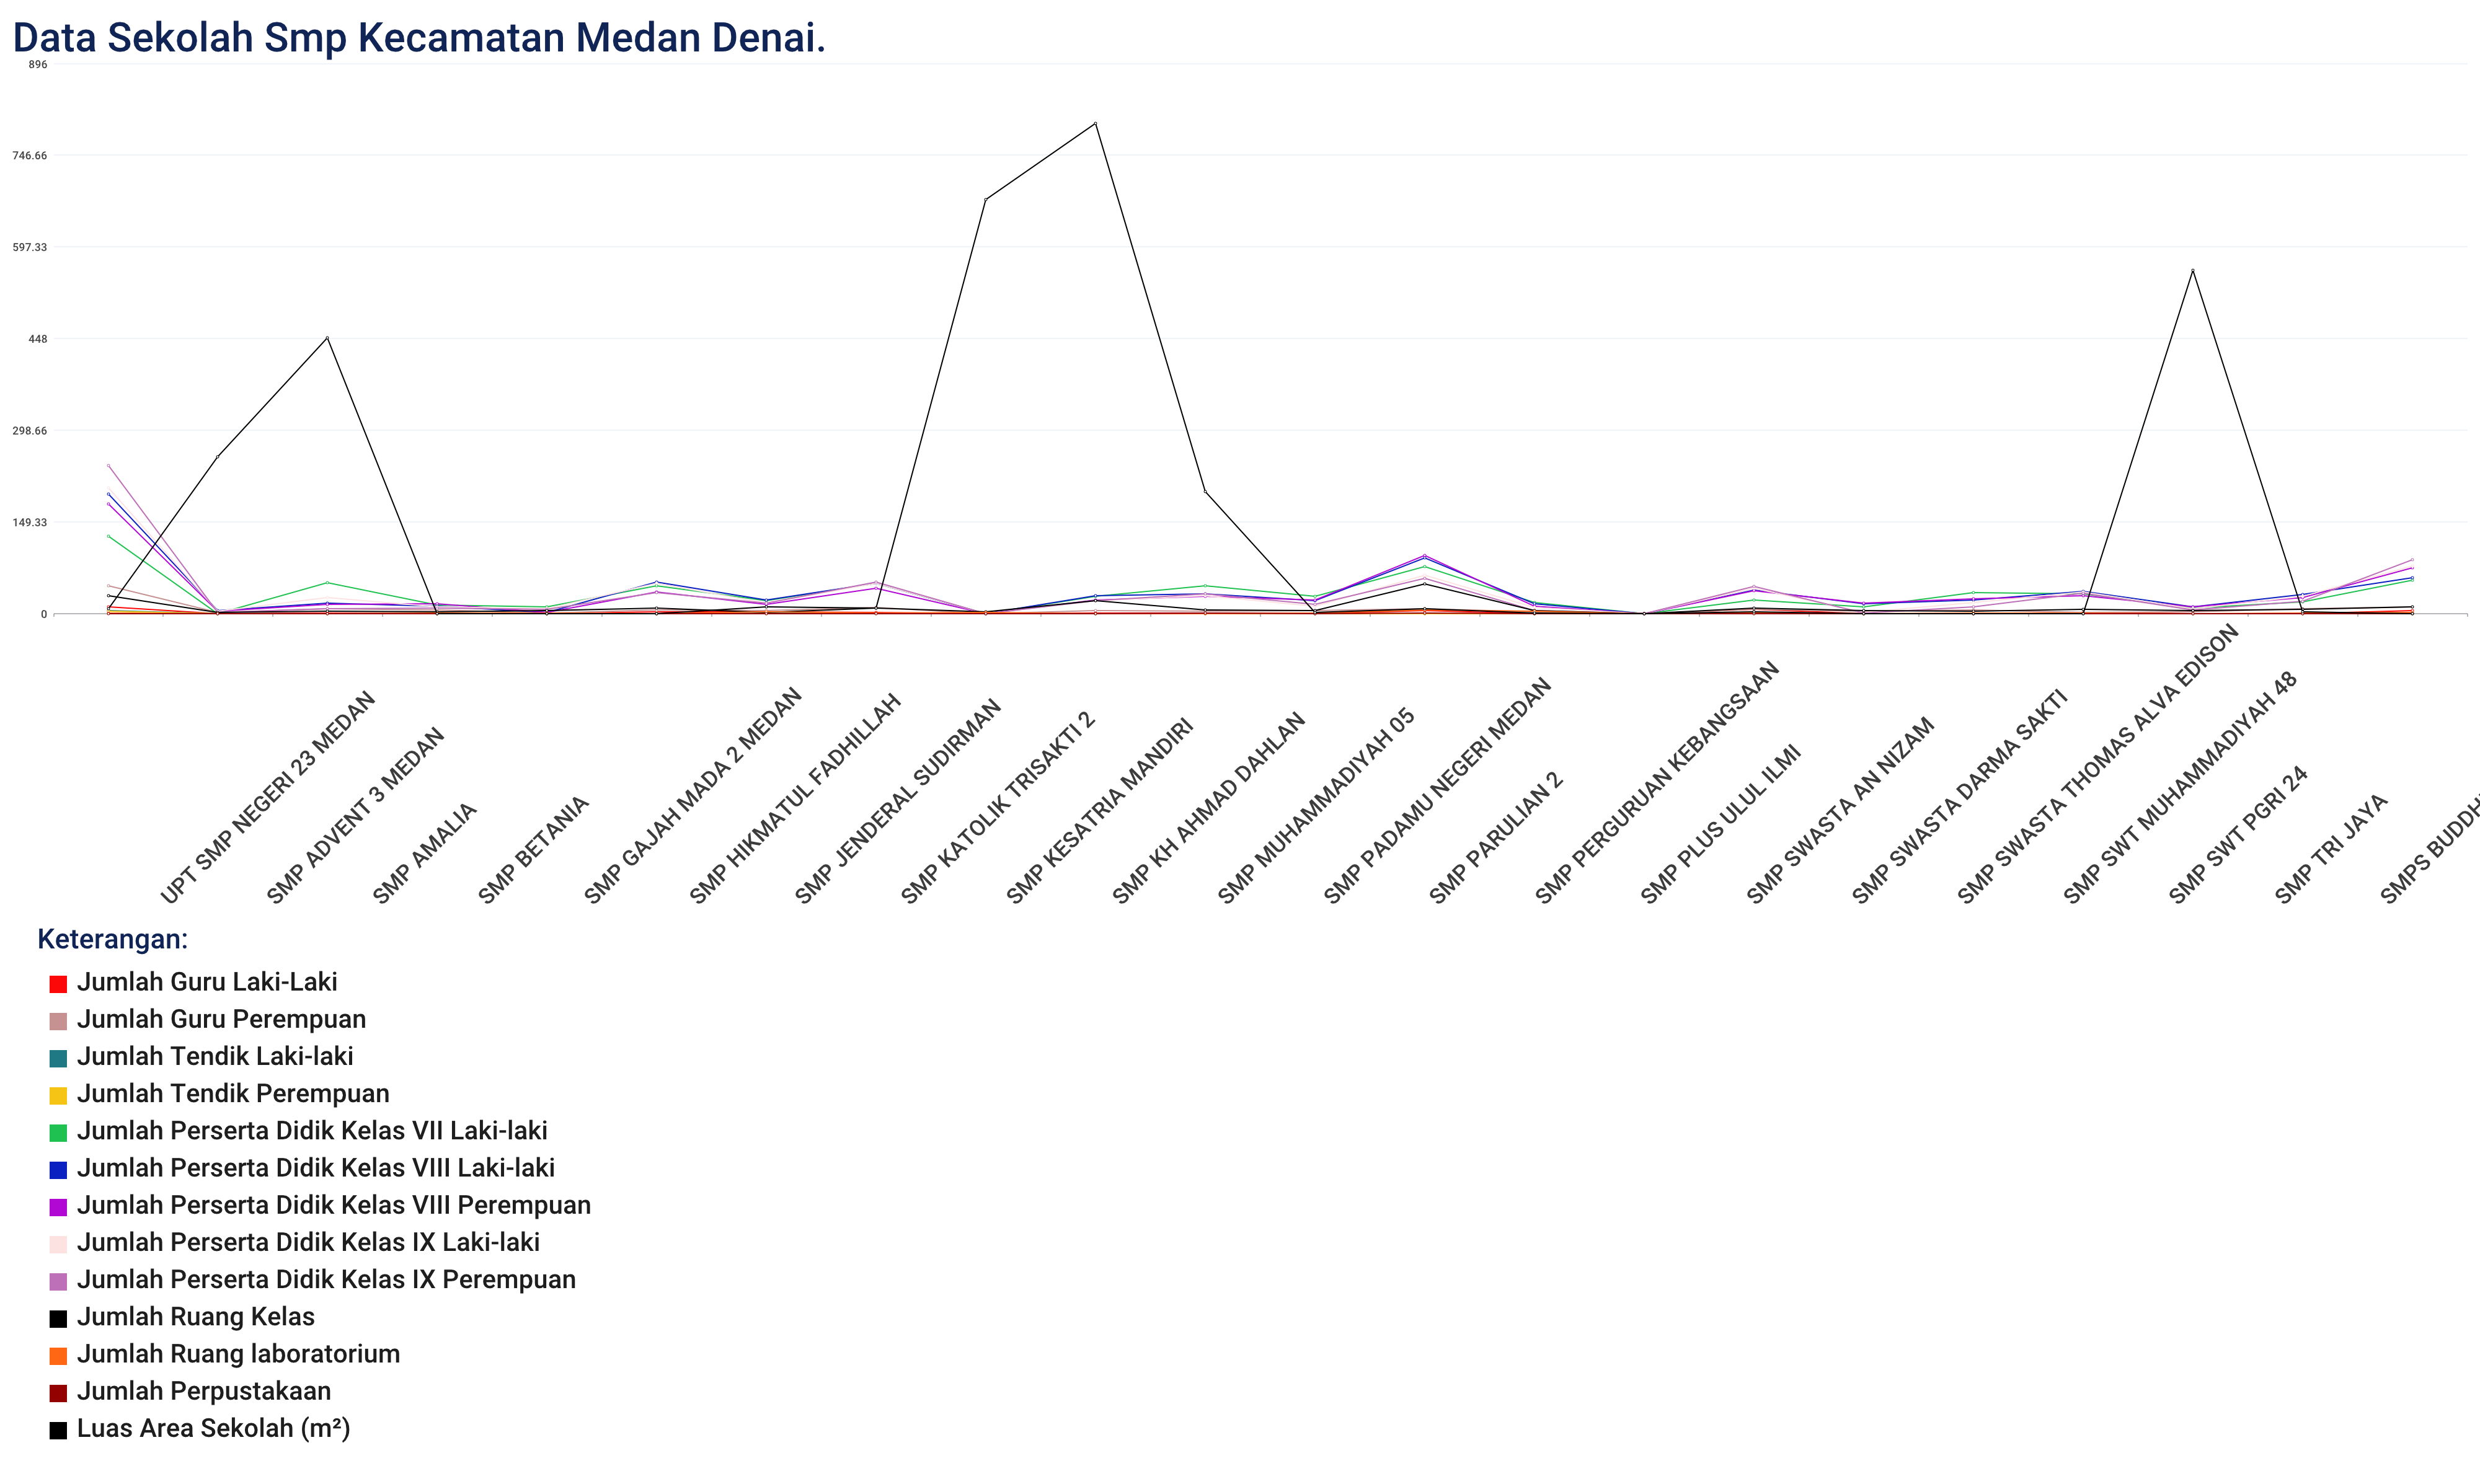 Data Sekolah Smp Kecamatan Medan Denai.
896
746.66
597.33
448
298.66
149.33
0
UPT SMP NEGERI 23 MEDAN
SMP ADVENT 3 MEDAN
SMP AMALIA
SMP BETANIA
SMP GAJAH MADA 2 MEDAN
SMP HIKMATUL FADHILLAH
SMP JENDERAL SUDIRMAN
SMP KATOLIK TRISAKTI 2
SMP KESATRIA MANDIRI
SMP KH AHMAD DAHLAN
SMP MUHAMMADIYAH 05
SMP PADAMU NEGERI MEDAN
SMP PARULIAN 2
SMP PERGURUAN KEBANGSAAN
SMP PLUS ULUL ILMI
SMP SWASTA AN NIZAM
SMP SWASTA DARMA SAKTI
SMP SWASTA THOMAS ALVA EDISON
SMP SWT MUHAMMADIYAH 48
SMP SWT PGRI 24
SMP TRI JAYA
SMPS
Keterangan:
Jumlah Guru Laki-Laki
Jumlah Guru Perempuan
Jumlah Tendik Laki-laki
Jumlah Tendik Perempuan
Jumlah Perserta Didik Kelas VII Laki-laki
Jumlah Perserta Didik Kelas VIII Laki-laki
Jumlah Perserta Didik Kelas VIII Perempuan
Jumlah Perserta Didik Kelas IX Laki-laki
Jumlah Perserta Didik Kelas IX Perempuan
Jumlah Ruang Kelas
Jumlah Ruang laboratorium
Jumlah Perpustakaan
Luas Area Sekolah (m²)